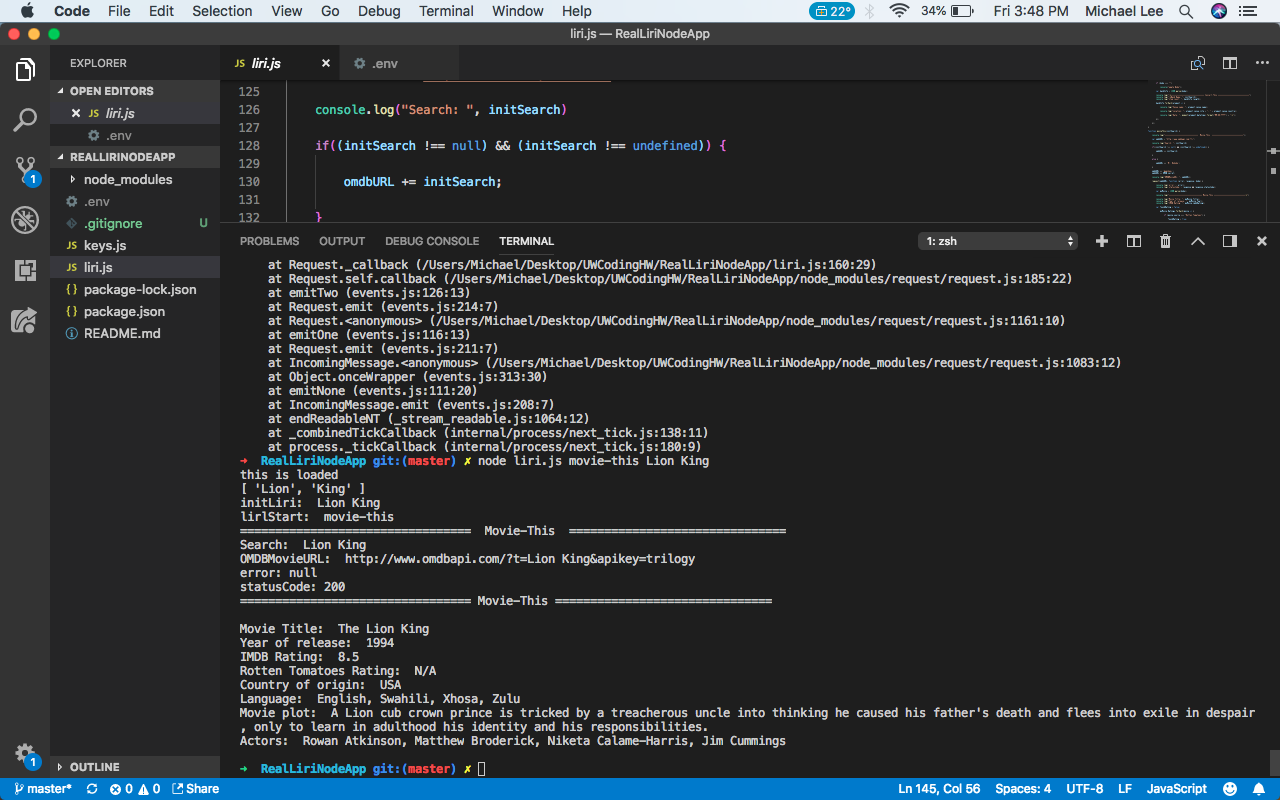 Code File Edit Selection View Go Debug Terminal Window Help 22° 34% Fri 3:48 PM Michael Lee
liri.js — RealLiriNodeApp
EXPLORER
OPEN EDITORS
JS liri.js
.env
REALLIRINODEAPP
node_modules
.env
.gitignore U
JS keys.js
JS liri.js
{ } package-lock.json
{ } package.json
README.md
OUTLINE
1
1
JS liri.js × .env
125
126 console.log("Search: ", initSearch)
127
128 if((initSearch !== null) && (initSearch !== undefined)) {
129
130 omdbURL += initSearch;
131
132 }
PROBLEMS OUTPUT DEBUG CONSOLE TERMINAL 1: zsh
at Request._callback (/Users/Michael/Desktop/UWCodingHW/RealLiriNodeApp/liri.js:160:29)
at Request.self.callback (/Users/Michael/Desktop/UWCodingHW/RealLiriNodeApp/node_modules/request/request.js:185:22)
at emitTwo (events.js:126:13)
at Request.emit (events.js:214:7)
at Request.<anonymous> (/Users/Michael/Desktop/UWCodingHW/RealLiriNodeApp/node_modules/request/request.js:1161:10)
at emitOne (events.js:116:13)
at Request.emit (events.js:211:7)
at IncomingMessage.<anonymous> (/Users/Michael/Desktop/UWCodingHW/RealLiriNodeApp/node_modules/request/request.js:1083:12)
at Object.onceWrapper (events.js:313:30)
at emitNone (events.js:111:20)
at IncomingMessage.emit (events.js:208:7)
at endReadableNT (_stream_readable.js:1064:12)
at _combinedTickCallback (internal/process/next_tick.js:138:11)
at process._tickCallback (internal/process/next_tick.js:180:9)
➜ RealLiriNodeApp git:(master) ✗ node liri.js movie-this Lion King
this is loaded
[ 'Lion', 'King' ]
initLiri:  Lion King
lirlStart:  movie-this
================================= Movie-This ===============================
Search:  Lion King
OMDBMovieURL:  http://www.omdbapi.com/?t=Lion King&apikey=trilogy
error: null
statusCode: 200
================================= Movie-This ===============================
Movie Title:  The Lion King
Year of release:  1994
IMDB Rating:  8.5
Rotten Tomatoes Rating:  N/A
Country of origin:  USA
Language:  English, Swahili, Xhosa, Zulu
Movie plot:  A Lion cub crown prince is tricked by a treacherous uncle into thinking he caused his father's death and flees into exile in despair
, only to learn in adulthood his identity and his responsibilities.
Actors:  Rowan Atkinson, Matthew Broderick, Niketa Calame-Harris, Jim Cummings
➜ RealLiriNodeApp git:(master) ✗
master* 0 0 Share Ln 145, Col 56 Spaces: 4 UTF-8 LF JavaScript